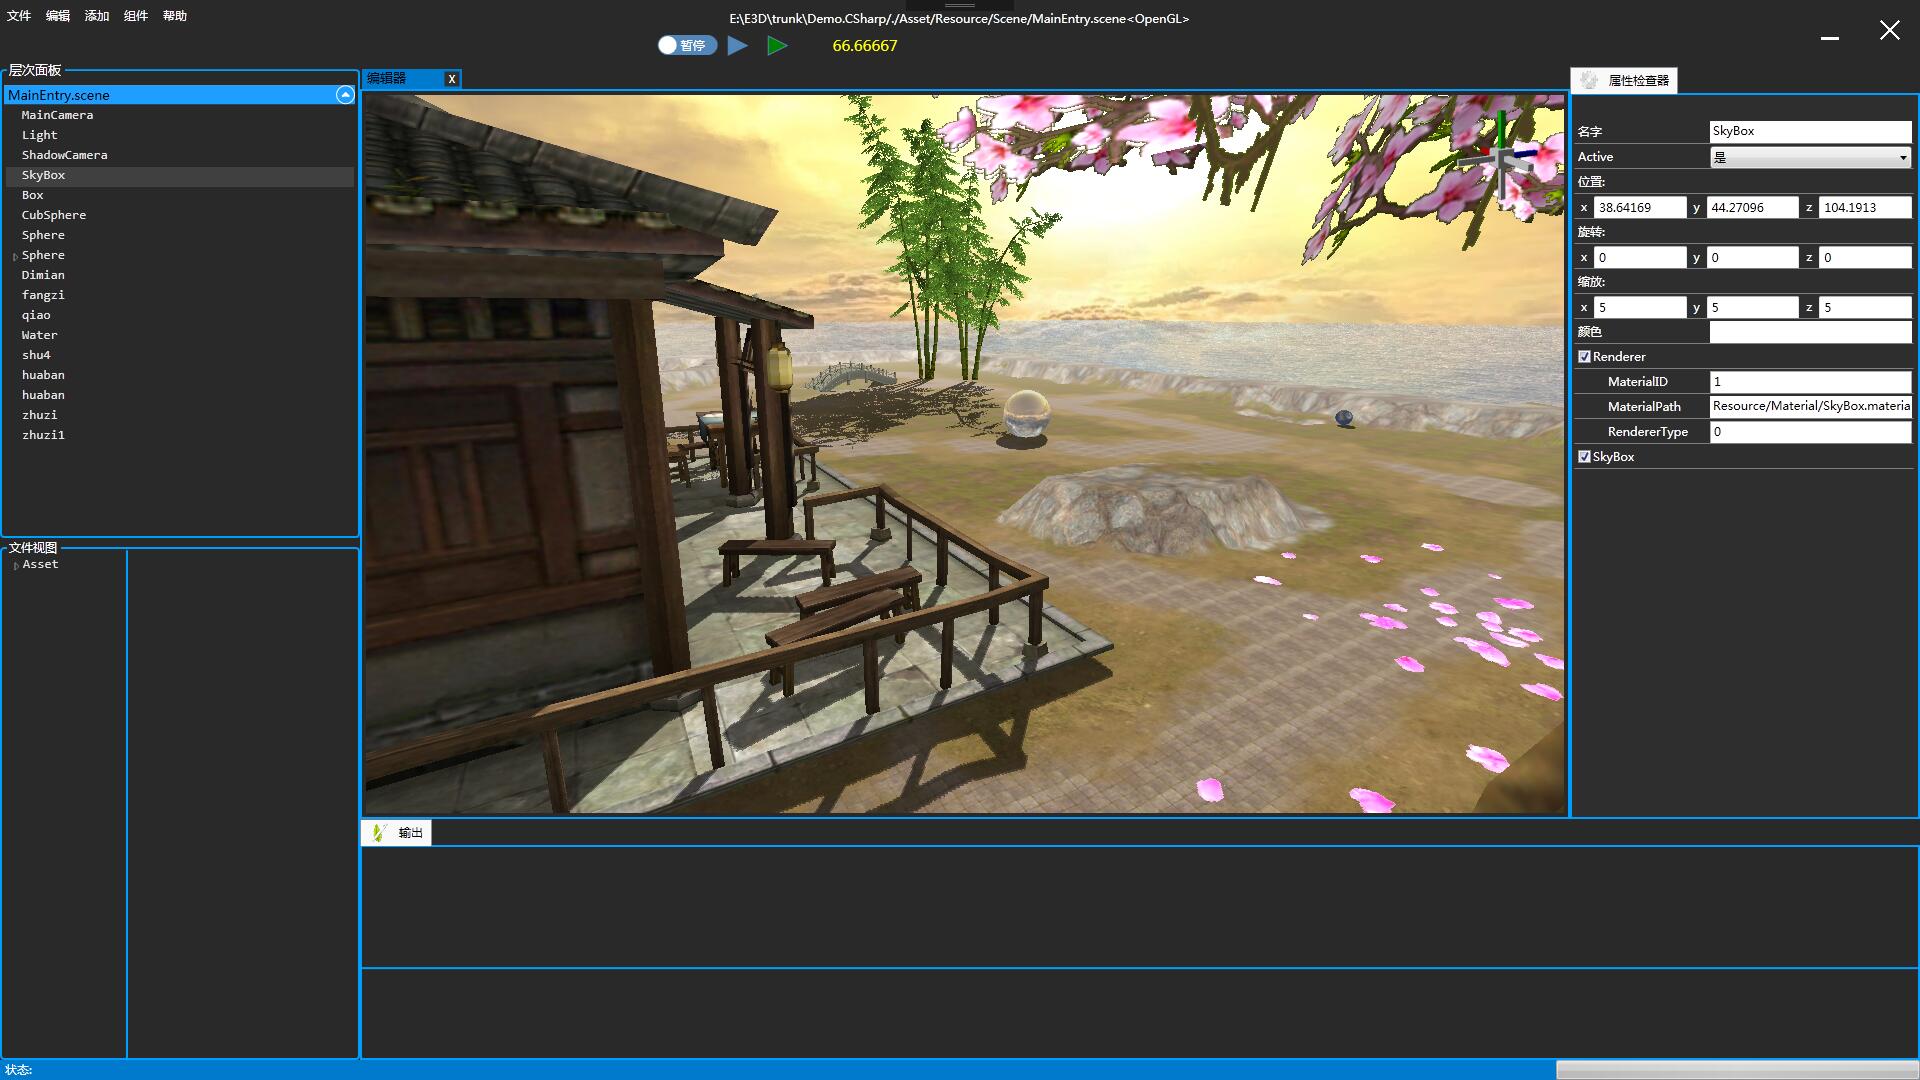 文件 编辑 添加 组件 帮助
E:\E3D\trunk\Demo.CSharp/./Asset/Resource/Scene/MainEntry.scene<OpenGL>
暂停 66.66667
层次面板
MainEntry.scene
MainCamera
Light
ShadowCamera
SkyBox
Box
CubSphere
Sphere
Sphere
Dimian
fangzi
qiao
Water
shu4
huaban
huaban
zhuzi
zhuzi1
文件视图
Asset
编辑器 X
输出
属性检查器
名字 SkyBox
Active 是
位置:
x 38.64169 y 44.27096 z 104.1913
旋转:
x 0 y 0 z 0
缩放:
x 5 y 5 z 5
颜色
Renderer
MaterialID 1
MaterialPath Resource/Material/SkyBox.materia
RendererType 0
SkyBox
状态: